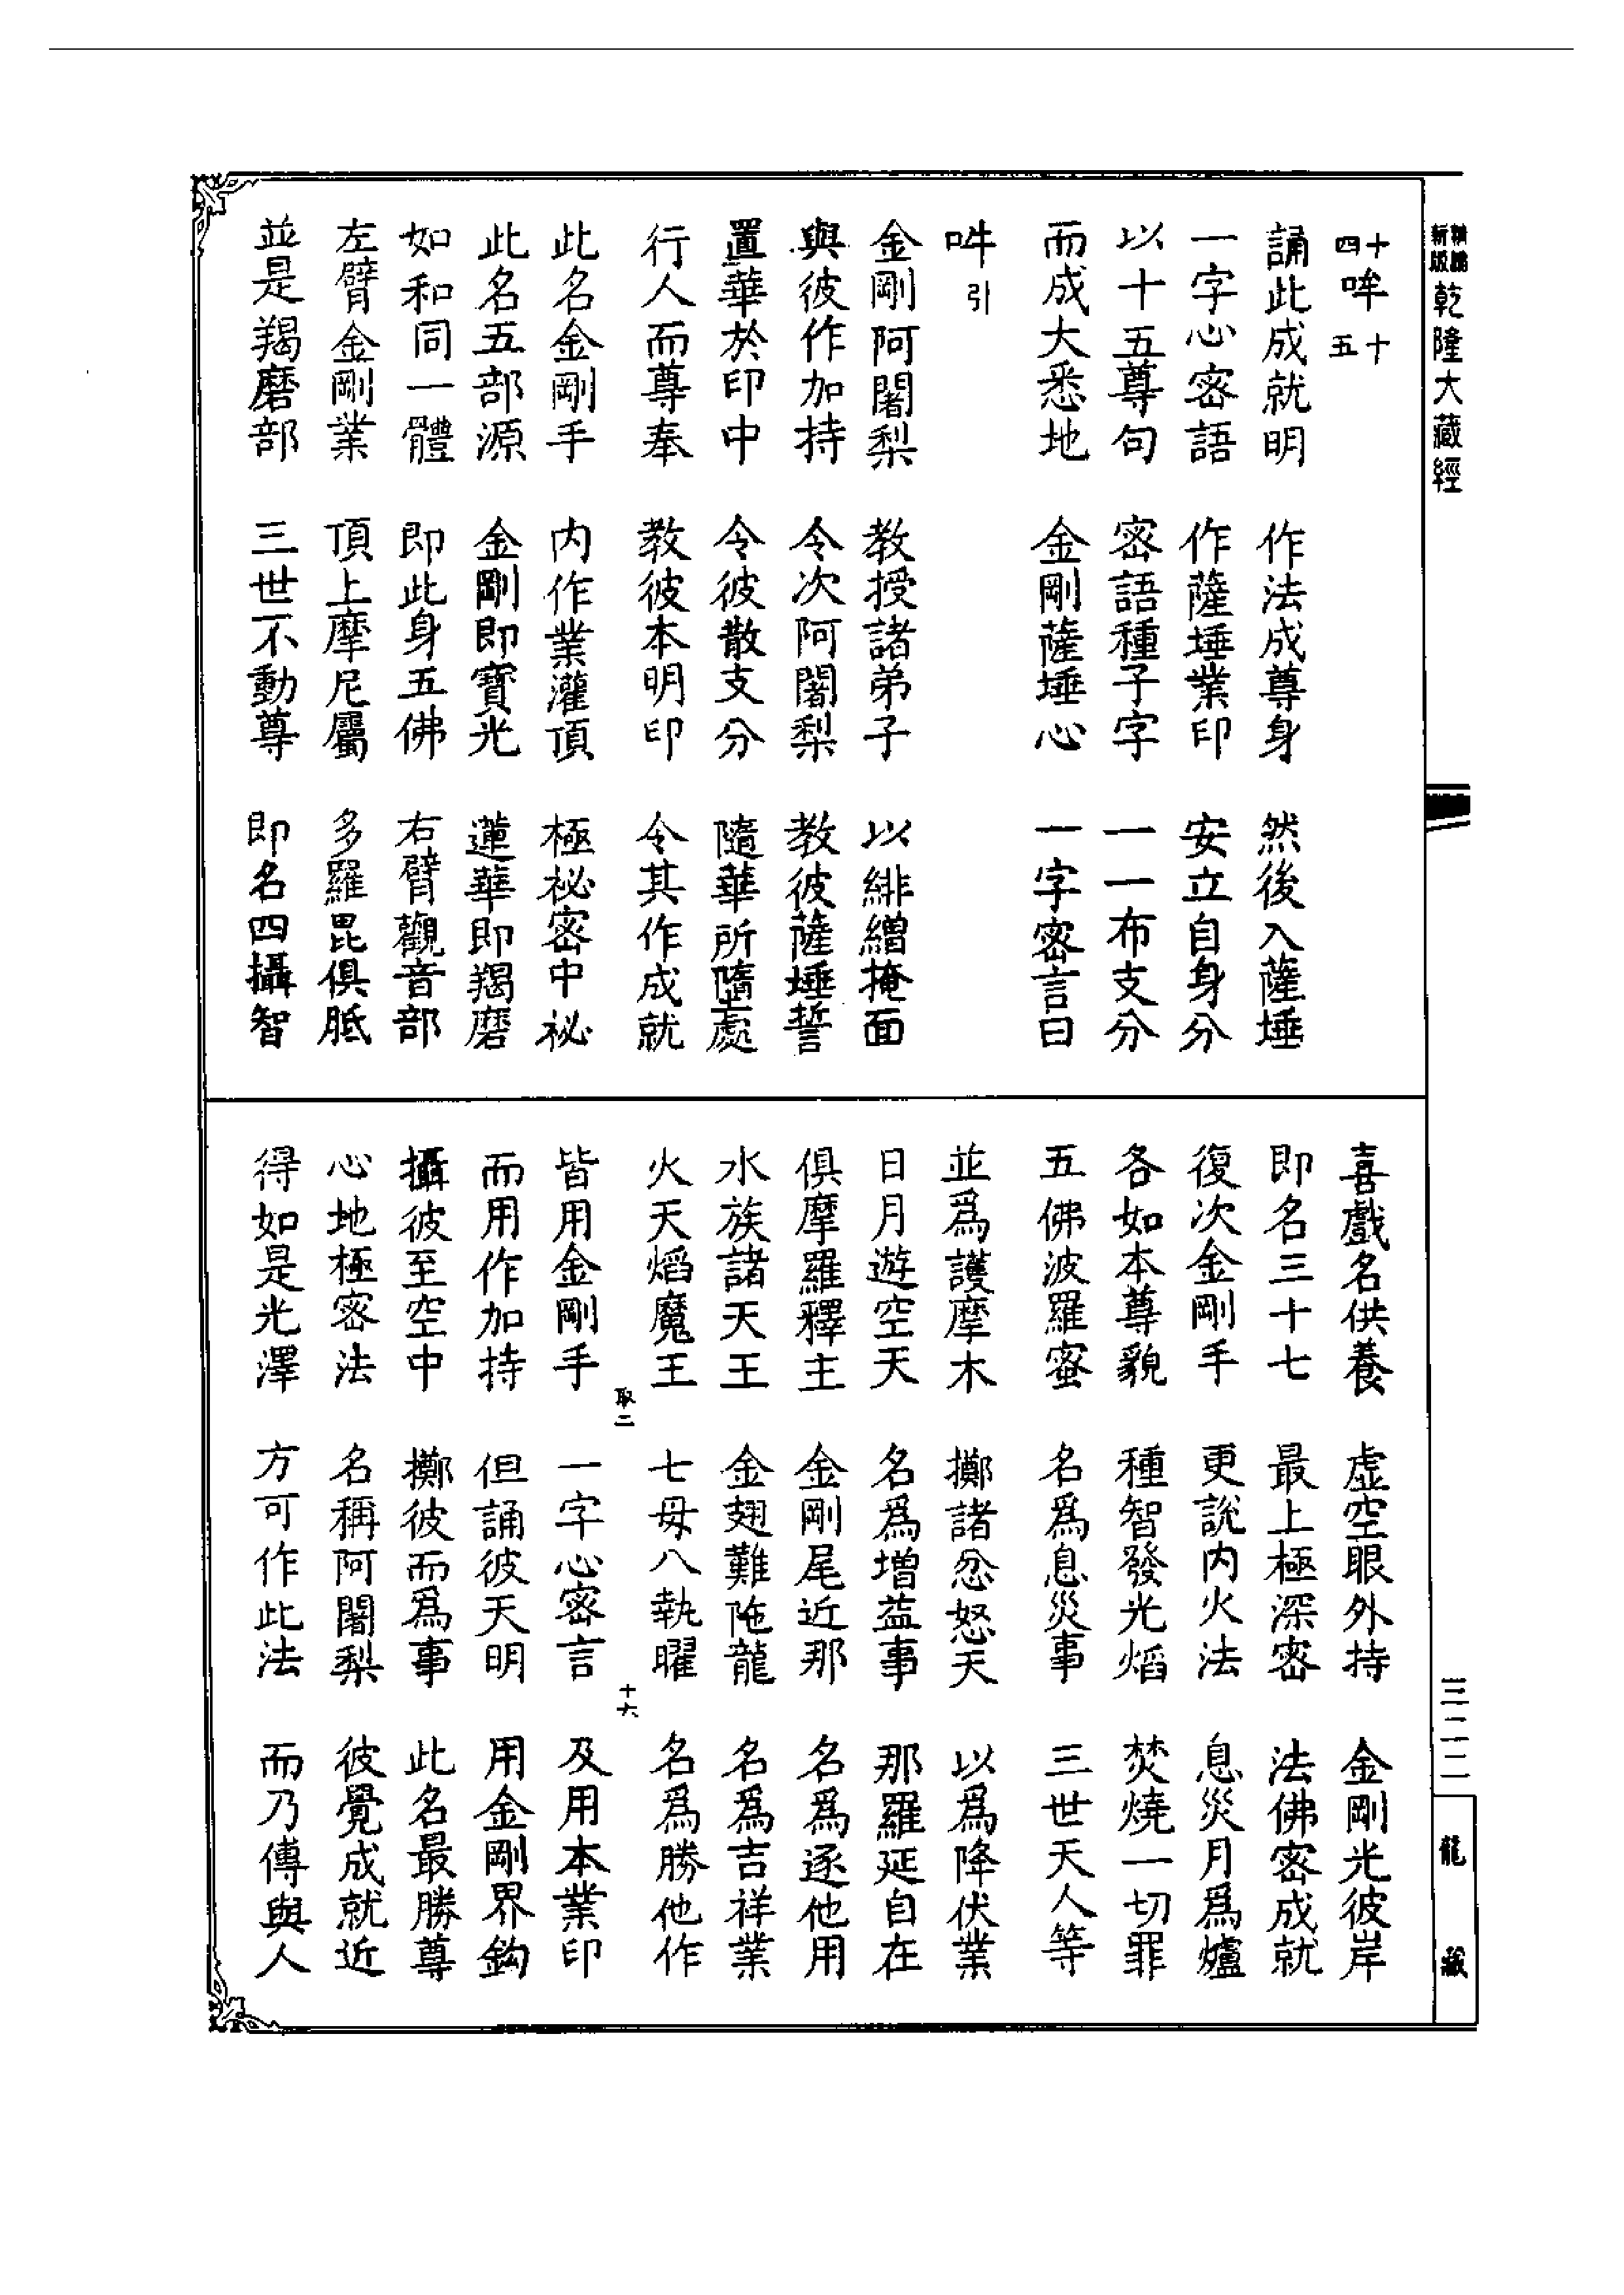 新版
乾隆大藏經
十四哞十五
誦此成就明　作法成尊身　然後入薩埵
一字心密語　作薩埵業印　安立自身分
以十五尊句　密語種子字　一一布支分
而成大悉地　金剛薩埵心　一字密言曰
吽引
金剛阿闍梨　教授諸弟子　以緋繒掩面
與彼作加持　令次阿闍梨　教彼薩埵誓
置華於印中　令彼散支分　隨華所墮處
行人而尊奉　教彼本明印　令其作成就
此名金剛手　内作業灌頂　極祕密中祕
此名五部源　金剛即寶光　蓮華即羯磨
如和同一體　即此身五佛　右臂觀音部
左臂金剛業　頂上摩尼屬　多羅毘俱胝
並是羯磨部　三世不動尊　即名四攝智
喜戲名供養　虛空眼外持　金剛光彼岸
即名三十七　最上極深密　法佛密成就
復次金剛手　更說内火法　息災月爲爐
各如本尊貌　種智發光焰　焚燒一切罪
五佛波羅蜜　名爲息災事　三世天人等
並爲護摩木　擲諸忿怒天　以爲降伏業
日月遊空天　名爲增益事　那羅延自在
俱摩羅釋主　金剛尾近那　名爲逐他用
水族諸天王　金翅難陁龍　名爲吉祥業
火天焰魔王　七母八執曜　名爲勝他作
取二　十六
皆用金剛手　一字心密言　及用本業印
而用作加持　但誦彼天明　用金剛界鈎
攝彼至空中　擲彼而爲事　此名最勝尊
心地極密法　名稱阿闍梨　彼覺成就近
得如是光澤　方可作此法　而乃傳與人
三二二
龍藏